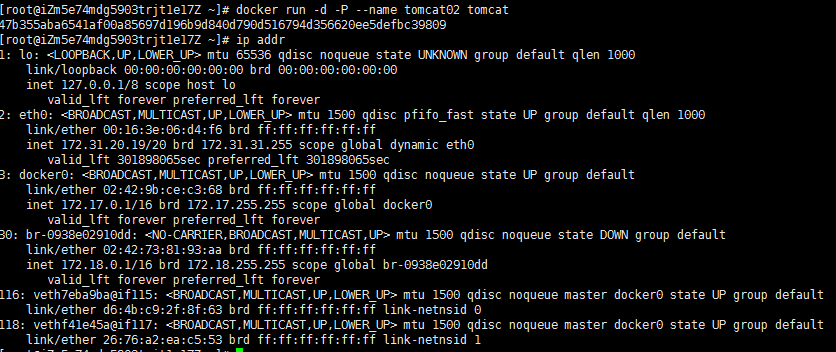 [root@iZm5e74mdg5903trjt1e17Z ~]# docker run -d -P --name tomcat02 tomcat
47b355aba6541af00a85697d196b9d840d790d516794d356620ee5defbc39809
[root@iZm5e74mdg5903trjt1e17Z ~]# ip addr
1: lo: <LOOPBACK,UP,LOWER_UP> mtu 65536 qdisc noqueue state UNKNOWN group default qlen 1000
    link/loopback 00:00:00:00:00:00 brd 00:00:00:00:00:00
    inet 127.0.0.1/8 scope host lo
       valid_lft forever preferred_lft forever
2: eth0: <BROADCAST,MULTICAST,UP,LOWER_UP> mtu 1500 qdisc pfifo_fast state UP group default qlen 1000
    link/ether 00:16:3e:06:d4:f6 brd ff:ff:ff:ff:ff:ff
    inet 172.31.20.19/20 brd 172.31.31.255 scope global dynamic eth0
       valid_lft 301898065sec preferred_lft 301898065sec
3: docker0: <BROADCAST,MULTICAST,UP,LOWER_UP> mtu 1500 qdisc noqueue state UP group default
    link/ether 02:42:9b:ce:c3:68 brd ff:ff:ff:ff:ff:ff
    inet 172.17.0.1/16 brd 172.17.255.255 scope global docker0
       valid_lft forever preferred_lft forever
30: br-0938e02910dd: <NO-CARRIER,BROADCAST,MULTICAST,UP> mtu 1500 qdisc noqueue state DOWN group default
    link/ether 02:42:73:81:93:aa brd ff:ff:ff:ff:ff:ff
    inet 172.18.0.1/16 brd 172.18.255.255 scope global br-0938e02910dd
       valid_lft forever preferred_lft forever
116: veth7eba9ba@if115: <BROADCAST,MULTICAST,UP,LOWER_UP> mtu 1500 qdisc noqueue master docker0 state UP group default
    link/ether d6:4b:c9:2f:8f:63 brd ff:ff:ff:ff:ff:ff link-netnsid 0
118: vethf41e45a@if117: <BROADCAST,MULTICAST,UP,LOWER_UP> mtu 1500 qdisc noqueue master docker0 state UP group default
    link/ether 26:76:a2:ea:c5:53 brd ff:ff:ff:ff:ff:ff link-netnsid 1
[root@iZm5e74mdg5903trjt1e17Z ~]#